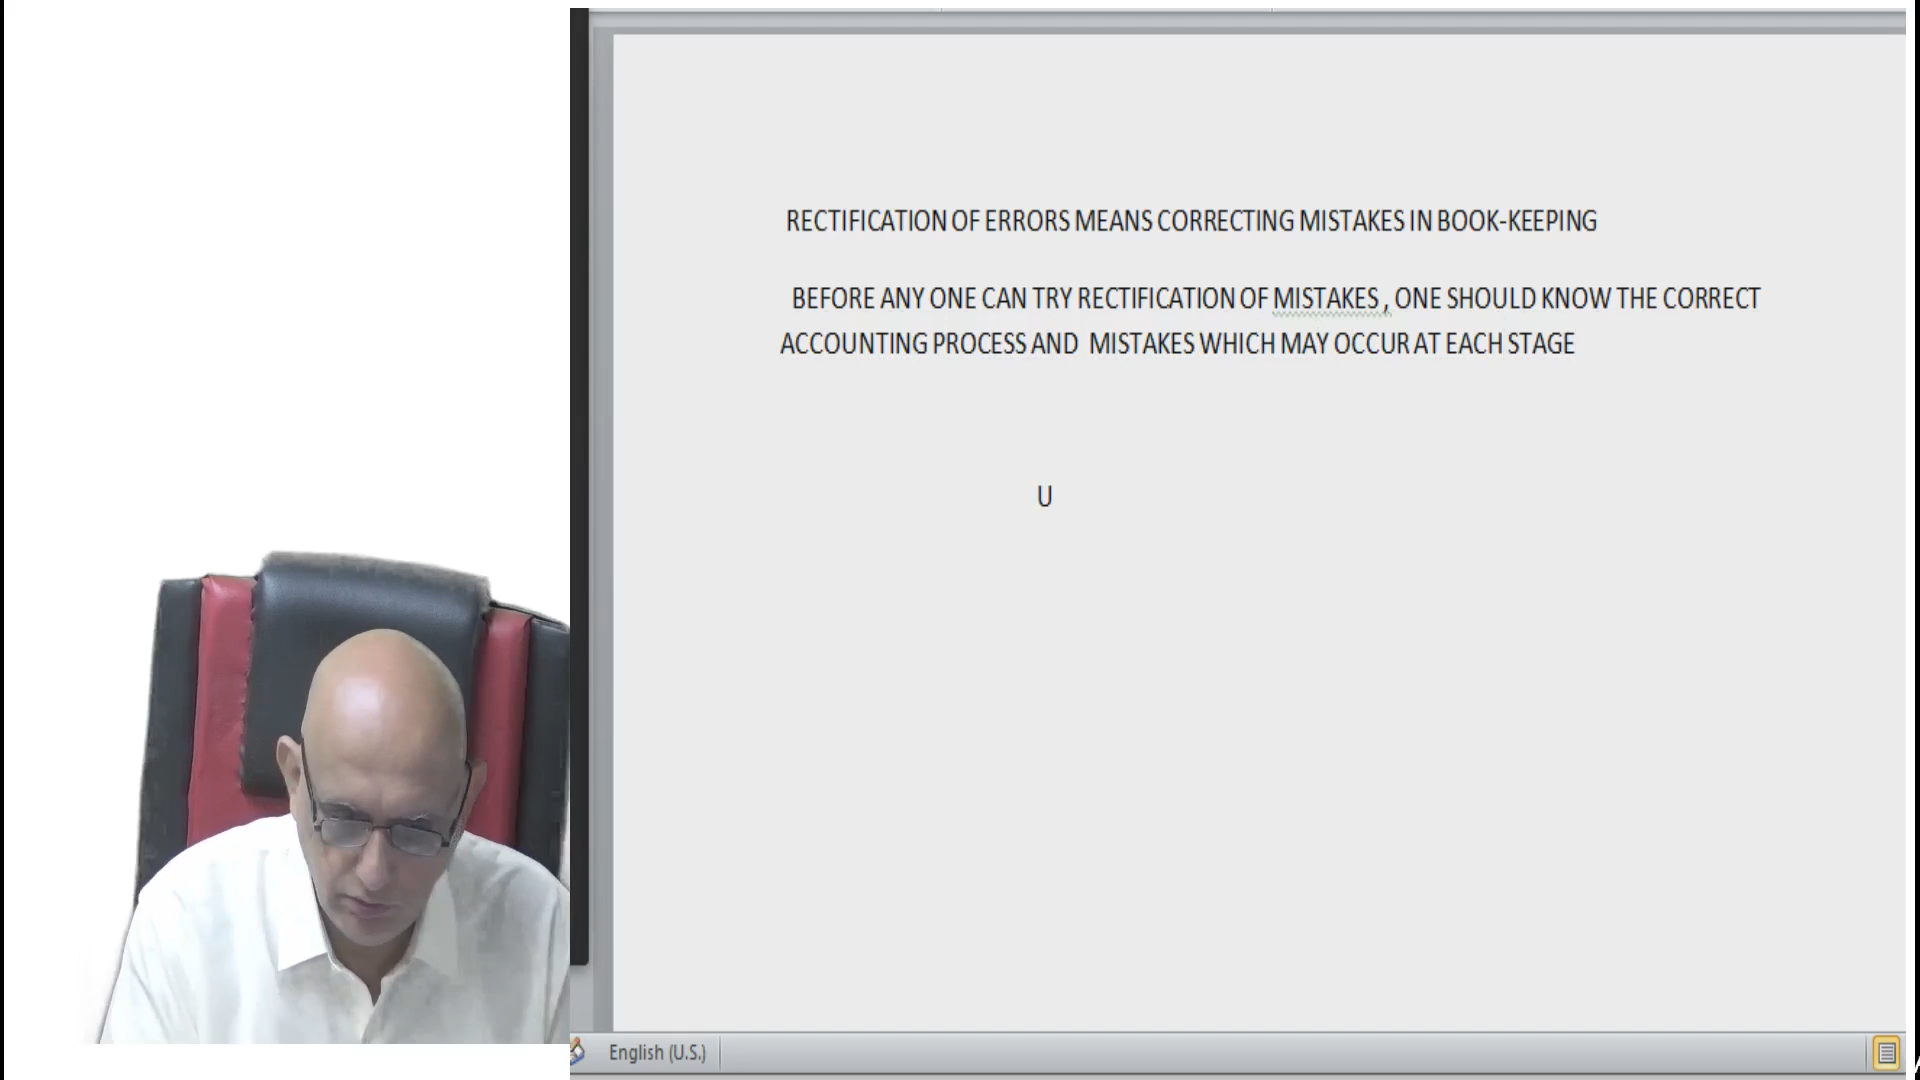 RECTIFICATION OF ERRORS MEANS CORRECTING MISTAKES IN BOOK-KEEPING
BEFORE ANY ONE CAN TRY RECTIFICATION OF MISTAKES , ONE SHOULD KNOW THE CORRECT
ACCOUNTING PROCESS AND MISTAKES WHICH MAY OCCUR AT EACH STAGE
U
English (U.S.)